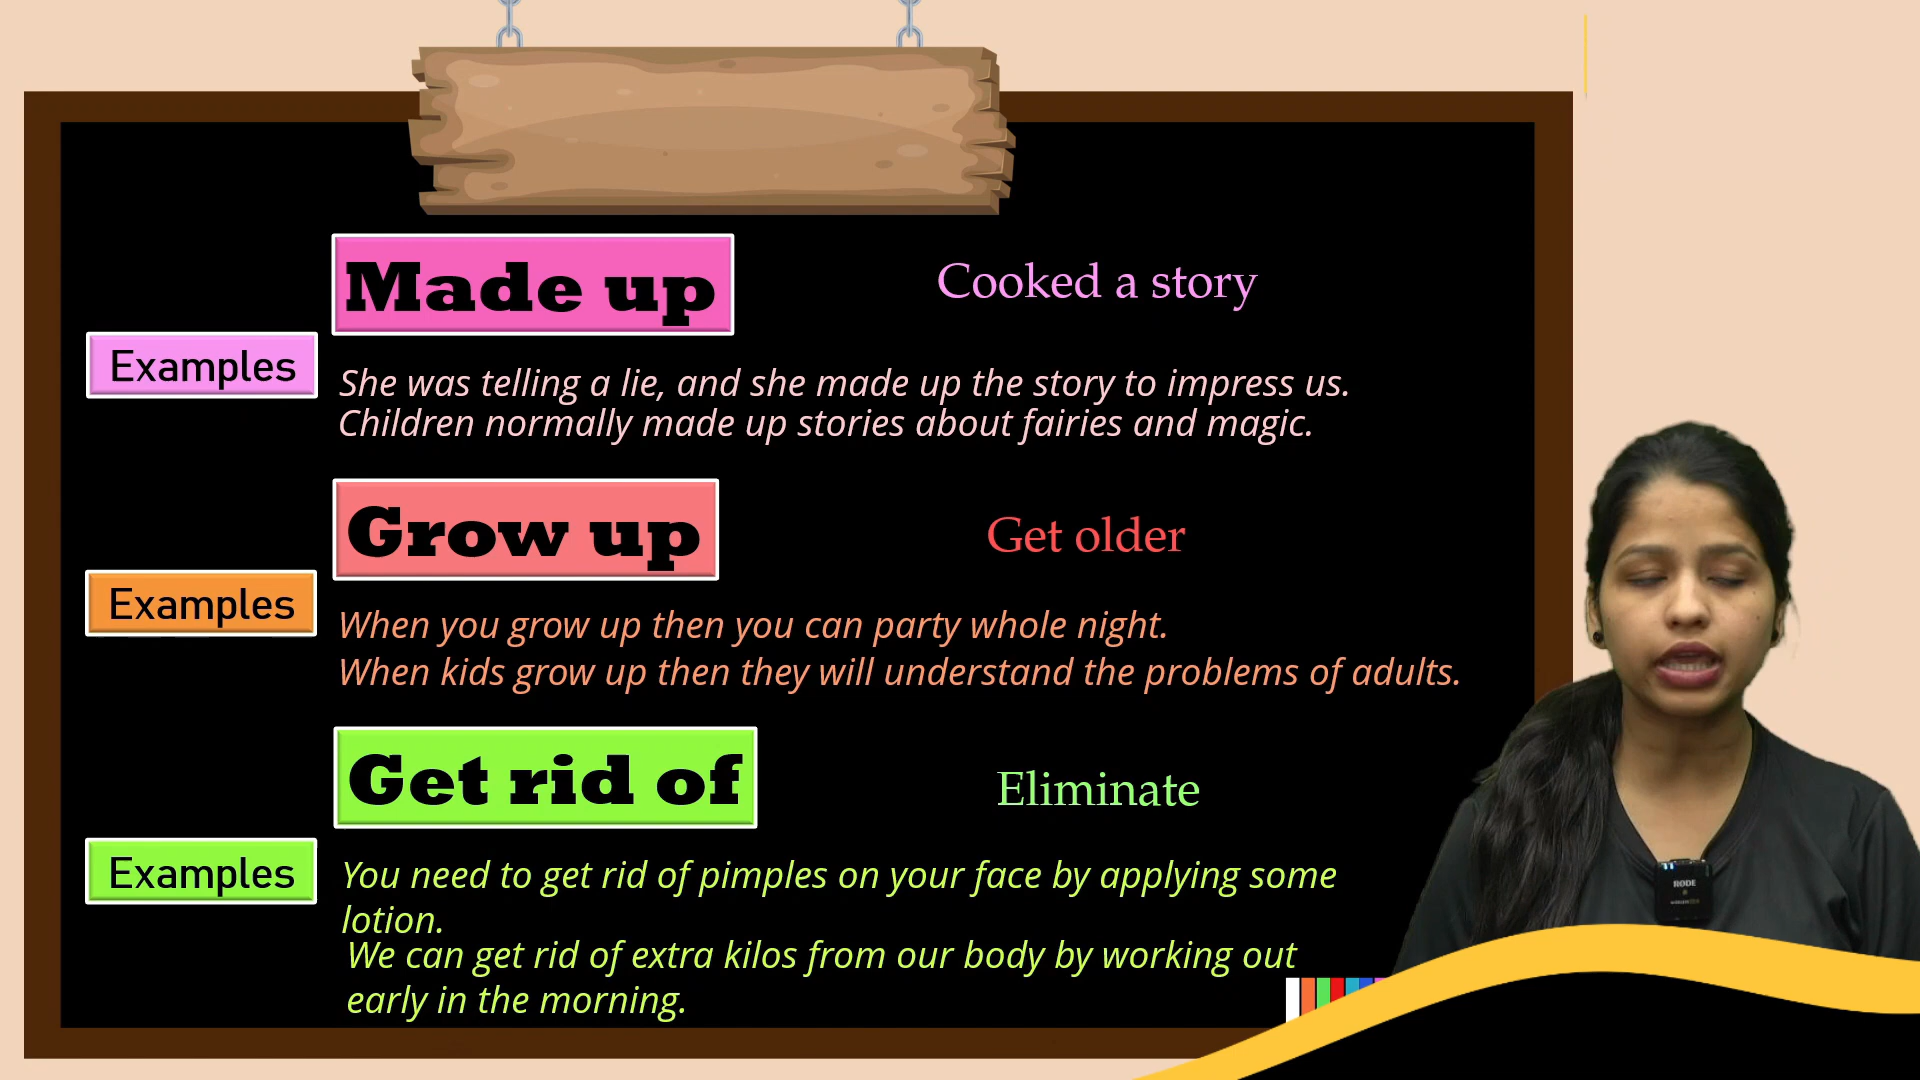 Made up
Cooked a story
Examples
She was telling a lie, and she made up the story to impress us.
Children normally made up stories about fairies and magic.
Grow up
Get older
Examples
When you grow up then you can party whole night.
When kids grow up then they will understand the problems of adults.
Get rid of
Eliminate
Examples
You need to get rid of pimples on your face by applying some
lotion.
We can get rid of extra kilos from our body by working out
early in the morning.
RODE